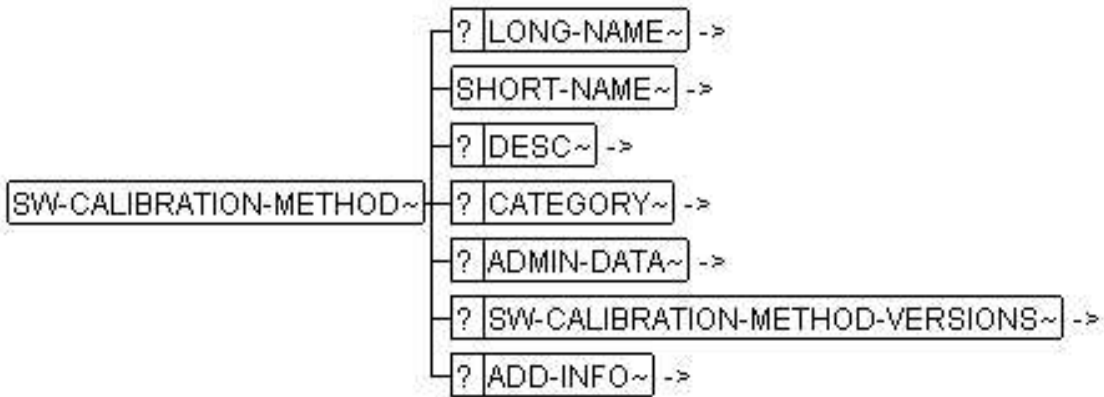 ? LONG-NAME~ ->
SHORT-NAME~ ->
? DESC~ ->
SW-CALIBRATION-METHOD~ ? CATEGORY~ ->
? ADMIN-DATA~ ->
? SW-CALIBRATION-METHOD-VERSIONS~ ->
? ADD-INFO~ ->